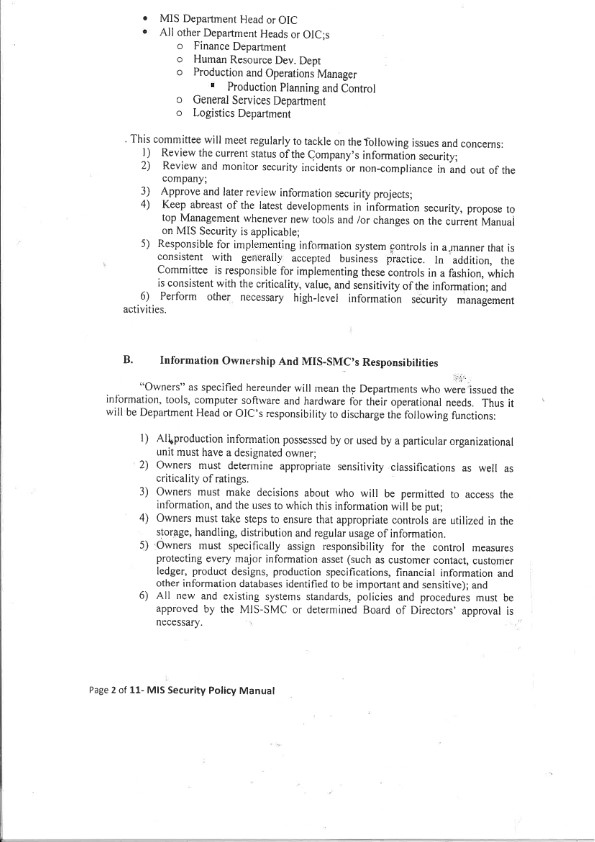 • MIS Department Head or OIC
• All other Department Heads or OIC;s
o Finance Department
o Human Resource Dev. Dept
o Production and Operations Manager
▪ Production Planning and Control
o General Services Department
o Logistics Department
. This committee will meet regularly to tackle on the following issues and concerns:
1) Review the current status of the Company's information security;
2) Review and monitor security incidents or non-compliance in and out of the
company;
3) Approve and later review information security projects;
4) Keep abreast of the latest developments in information security, propose to
top Management whenever new tools and /or changes on the current Manual
on MIS Security is applicable;
5) Responsible for implementing information system controls in a manner that is
consistent with generally accepted business practice. In addition, the
Committee is responsible for implementing these controls in a fashion, which
is consistent with the criticality, value, and sensitivity of the information; and
6) Perform other necessary high-level information security management
activities.
B. Information Ownership And MIS-SMC's Responsibilities
"Owners" as specified hereunder will mean the Departments who were issued the
information, tools, computer software and hardware for their operational needs. Thus it
will be Department Head or OIC's responsibility to discharge the following functions:
1) All production information possessed by or used by a particular organizational
unit must have a designated owner;
2) Owners must determine appropriate sensitivity classifications as well as
criticality of ratings.
3) Owners must make decisions about who will be permitted to access the
information, and the uses to which this information will be put;
4) Owners must take steps to ensure that appropriate controls are utilized in the
storage, handling, distribution and regular usage of information.
5) Owners must specifically assign responsibility for the control measures
protecting every major information asset (such as customer contact, customer
ledger, product designs, production specifications, financial information and
other information databases identified to be important and sensitive); and
6) All new and existing systems standards, policies and procedures must be
approved by the MIS-SMC or determined Board of Directors' approval is
necessary.
Page 2 of 11- MIS Security Policy Manual